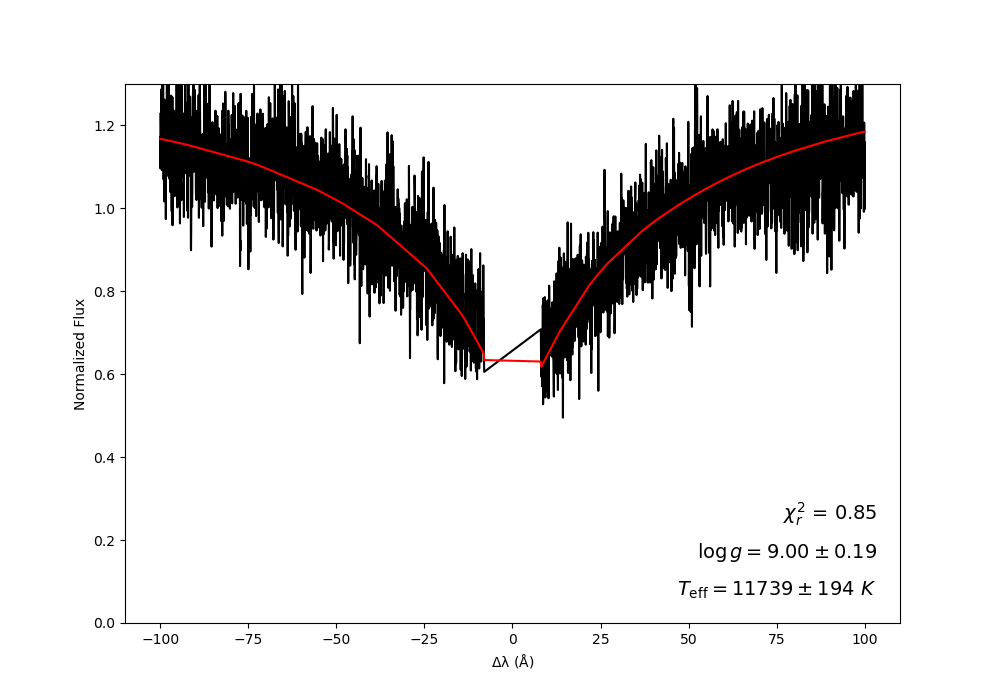 Normalized Flux
1.2
1.0
0.8
0.6
0.4
0.2
0.0
χ²ᵣ = 0.85
log g = 9.00 ± 0.19
T_eff = 11739 ± 194 K
−100 −75 −50 −25 0 25 50 75 100
Δλ (Å)